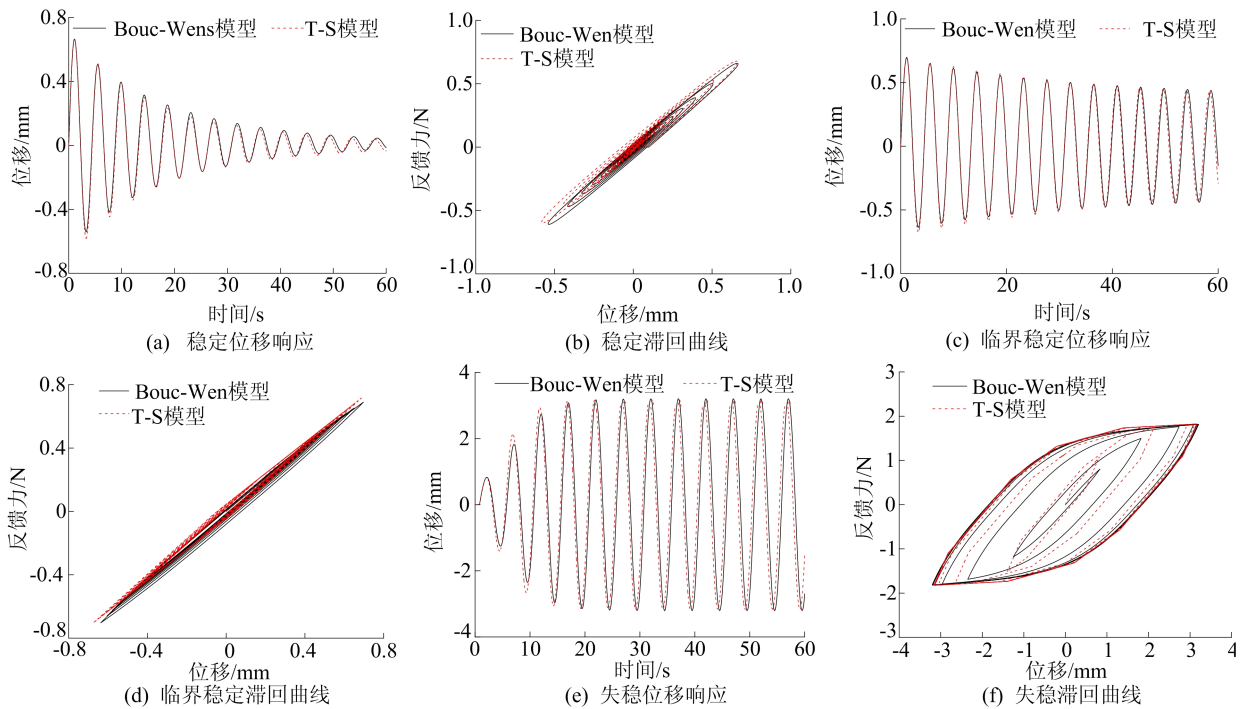 0.8
0.4
0
-0.4
-0.8
位移/mm
Bouc-Wens模型
T-S模型
0 10 20 30 40 50 60
时间/s
(a) 稳定位移响应
1.0
0.5
0
-0.5
-1.0
反馈力/N
Bouc-Wen模型
T-S模型
-1.0 -0.5 0 0.5 1.0
位移/mm
(b) 稳定滞回曲线
1.0
0.5
0
-0.5
-1.0
位移/mm
Bouc-Wen模型
T-S模型
0 20 40 60
时间/s
(c) 临界稳定位移响应
0.8
0.4
0
-0.4
-0.8
反馈力/N
Bouc-Wen模型
T-S模型
-0.8 -0.4 0 0.4 0.8
位移/mm
(d) 临界稳定滞回曲线
4
2
0
-2
-4
位移/mm
Bouc-Wen模型
T-S模型
0 10 20 30 40 50 60
时间/s
(e) 失稳位移响应
3
2
1
0
-1
-2
-3
反馈力/N
Bouc-Wen模型
T-S模型
-4 -3 -2 -1 0 1 2 3 4
位移/mm
(f) 失稳滞回曲线